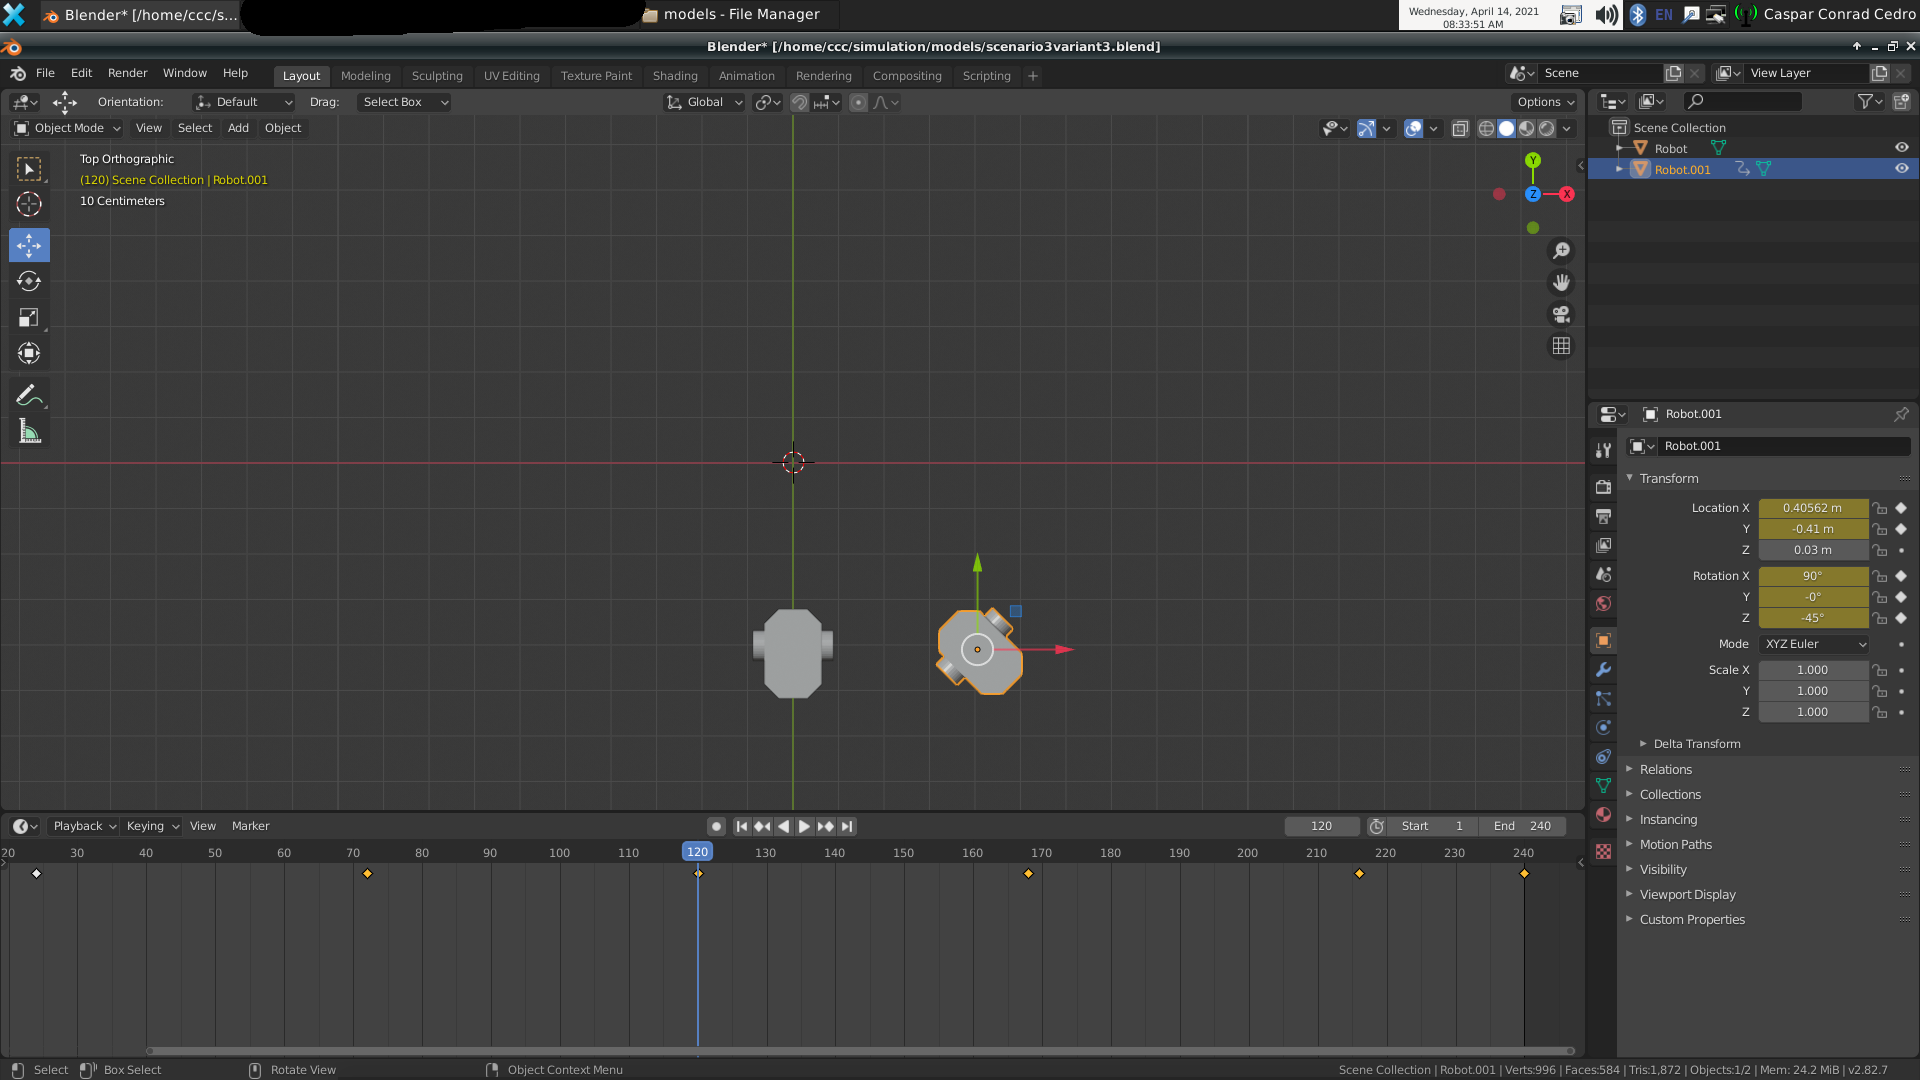 Blender* [/home/ccc/s...
models - File Manager
Wednesday, April 14, 2021
08:33:51 AM
EN
Caspar Conrad Cedro
Blender* [/home/ccc/simulation/models/scenario3variant3.blend]
File Edit Render Window Help
Layout Modeling Sculpting UV Editing Texture Paint Shading Animation Rendering Compositing Scripting +
Scene
View Layer
Orientation: Default Drag: Select Box
Global
Options
Object Mode View Select Add Object
Top Orthographic
(120) Scene Collection | Robot.001
10 Centimeters
Y
Z
X
Scene Collection
Robot
Robot.001
Robot.001
Robot.001
Transform
Location X 0.40562 m
Y -0.41 m
Z 0.03 m
Rotation X 90°
Y -0°
Z -45°
Mode XYZ Euler
Scale X 1.000
Y 1.000
Z 1.000
Delta Transform
Relations
Collections
Instancing
Motion Paths
Visibility
Viewport Display
Custom Properties
Playback Keying View Marker
120 Start 1 End 240
20 30 40 50 60 70 80 90 100 110 120 130 140 150 160 170 180 190 200 210 220 230 240
Select Box Select Rotate View Object Context Menu
Scene Collection | Robot.001 | Verts:996 | Faces:584 | Tris:1,872 | Objects:1/2 | Mem: 24.2 MiB | v2.82.7